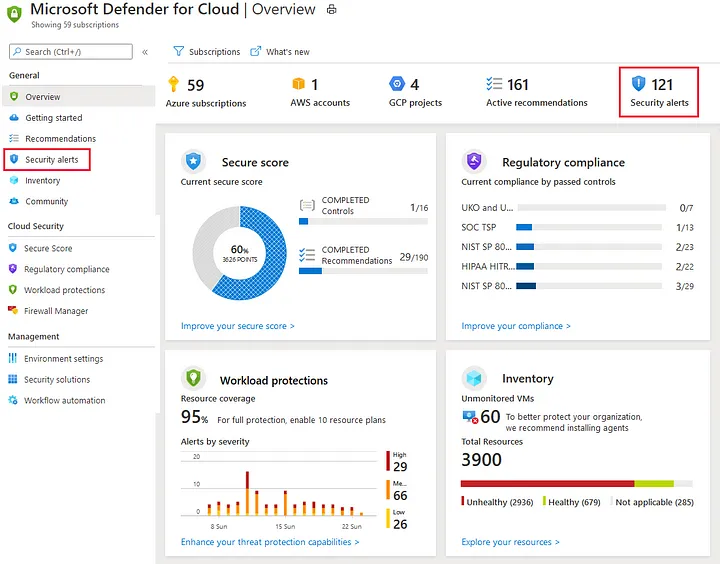 Microsoft Defender for Cloud | Overview
Showing 59 subscriptions
Search (Ctrl+/)
«
General
Overview
Getting started
Recommendations
Security alerts
Inventory
Community
Cloud Security
Secure Score
Regulatory compliance
Workload protections
Firewall Manager
Management
Environment settings
Security solutions
Workflow automation
Subscriptions
What's new
59
Azure subscriptions
1
AWS accounts
4
GCP projects
161
Active recommendations
121
Security alerts
Secure score
Current secure score
60%
3626 POINTS
COMPLETED
Controls
1/16
COMPLETED
Recommendations
29/190
Improve your secure score >
Regulatory compliance
Current compliance by passed controls
UKO and U... 0/7
SOC TSP 1/13
NIST SP 80... 2/23
HIPAA HITR... 2/22
NIST SP 80... 3/29
Improve your compliance >
Workload protections
Resource coverage
95% For full protection, enable 10 resource plans
Alerts by severity
20
10
0
8 Sun 15 Sun 22 Sun
High
29
Me...
66
Low
26
Enhance your threat protection capabilities >
Inventory
Unmonitored VMs
60 To better protect your organization,
we recommend installing agents
Total Resources
3900
Unhealthy (2936) Healthy (679) Not applicable (285)
Explore your resources >